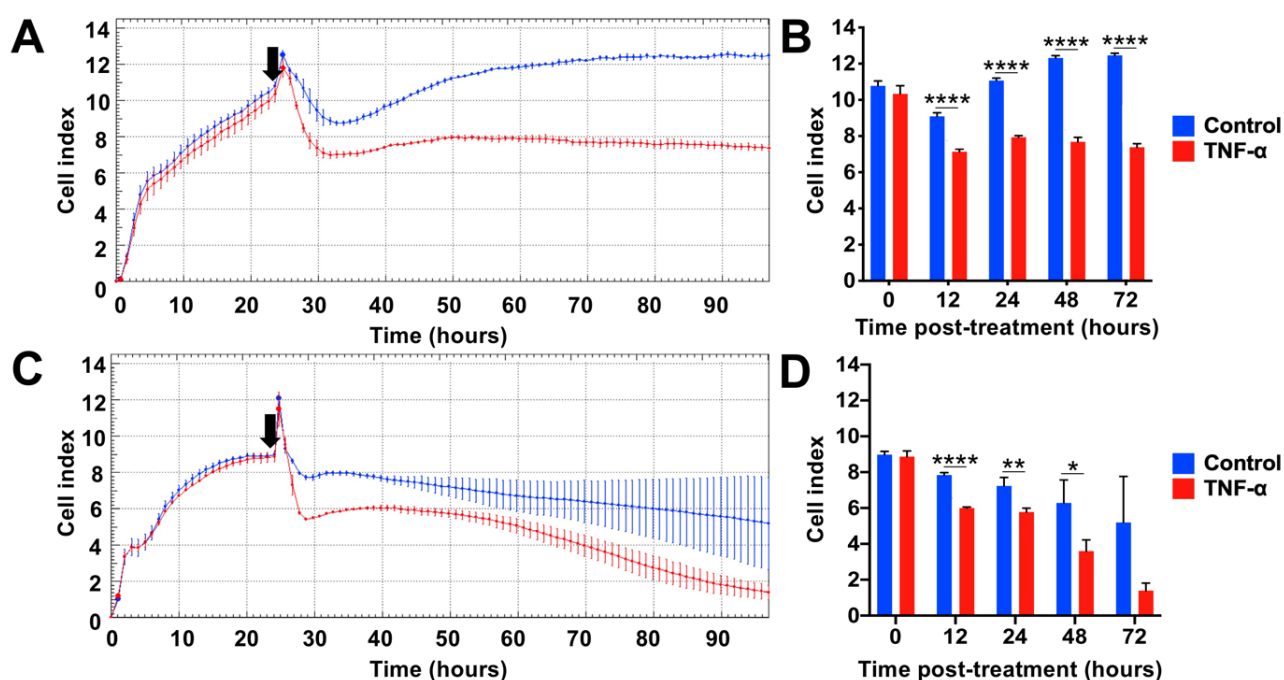 A
Cell index
14
12
10
8
6
4
2
0
0 10 20 30 40 50 60 70 80 90
Time (hours)
B
Cell index
14
12
10
8
6
4
2
0
**** **** **** ****
0 12 24 48 72
Time post-treatment (hours)
Control
TNF-α
C
Cell index
14
12
10
8
6
4
2
0
0 10 20 30 40 50 60 70 80 90
Time (hours)
D
Cell index
14
12
10
8
6
4
2
0
**** ** *
0 12 24 48 72
Time post-treatment (hours)
Control
TNF-α